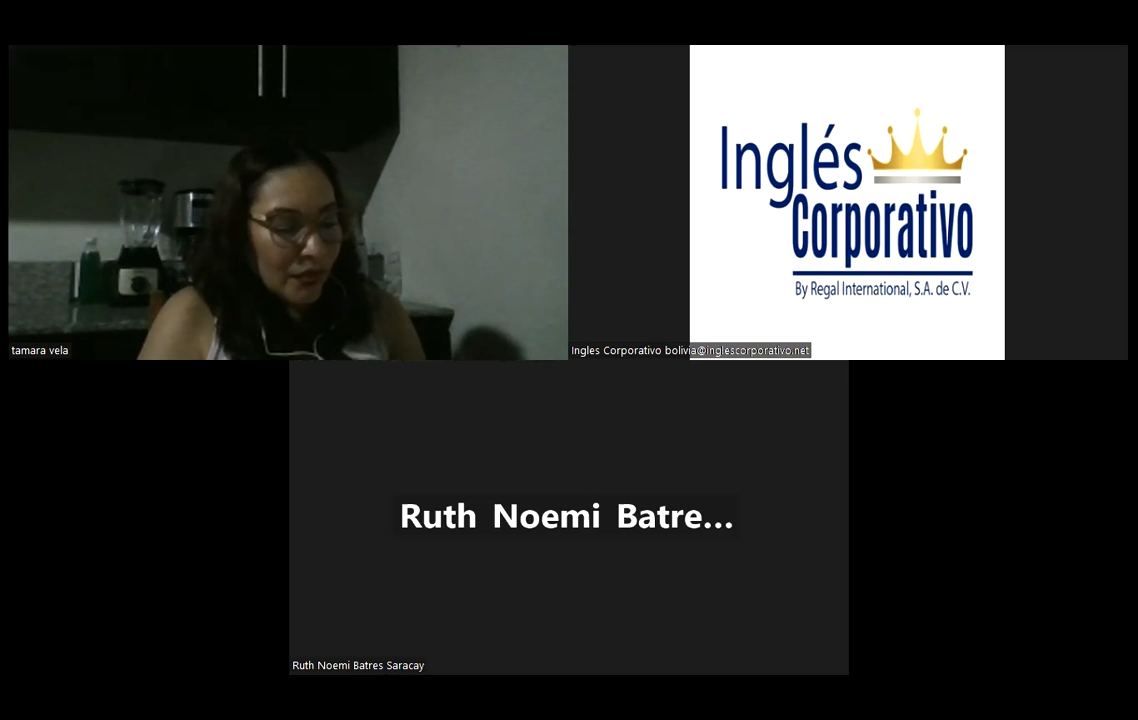 tamara vela
Inglés
Corporativo
By Regal International, S.A. de C.V.
Ingles Corporativo bolivia@inglescorporativo.net
Ruth Noemi Batre...
Ruth Noemi Batres Saracay